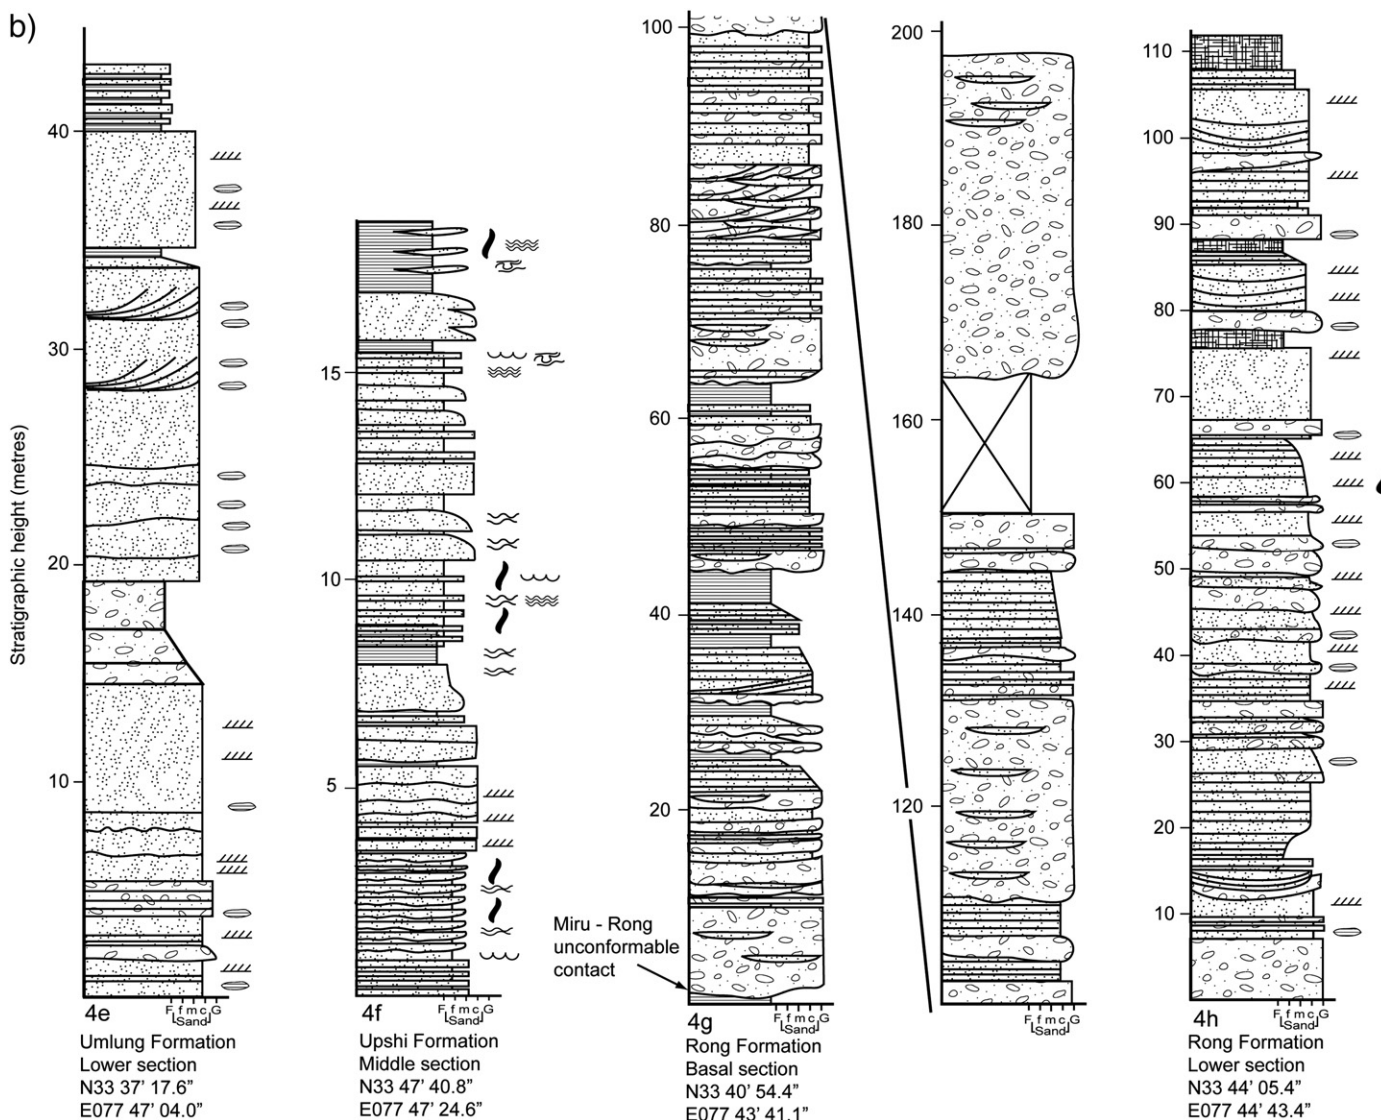 b)
Stratigraphic height (metres)
40
30
20
10
F f m c G
Sand
4e
Umlung Formation
Lower section
N33 37’ 17.6”
E077 47’ 04.0”
15
10
5
F f m c G
Sand
4f
Upshi Formation
Middle section
N33 47’ 40.8”
E077 47’ 24.6”
100
80
60
40
20
Miru - Rong
unconformable
contact
F f m c G
Sand
4g
Rong Formation
Basal section
N33 40’ 54.4”
E077 43’ 41.1”
200
180
160
140
120
F f m c G
Sand
110
100
90
80
70
60
50
40
30
20
10
F f m c G
Sand
4h
Rong Formation
Lower section
N33 44’ 05.4”
E077 44’ 43.4”